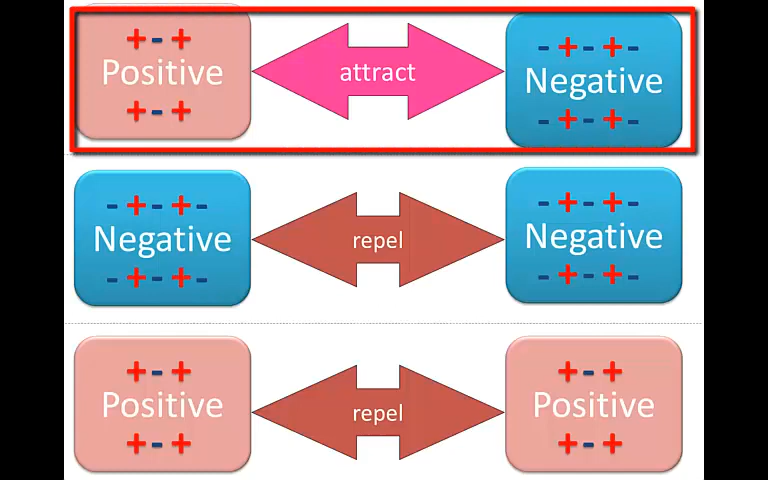 + - +
Positive
+ - +
attract
- + - + -
Negative
- + - + -
- + - + -
Negative
- + - + -
repel
- + - + -
Negative
- + - + -
+ - +
Positive
+ - +
repel
+ - +
Positive
+ - +